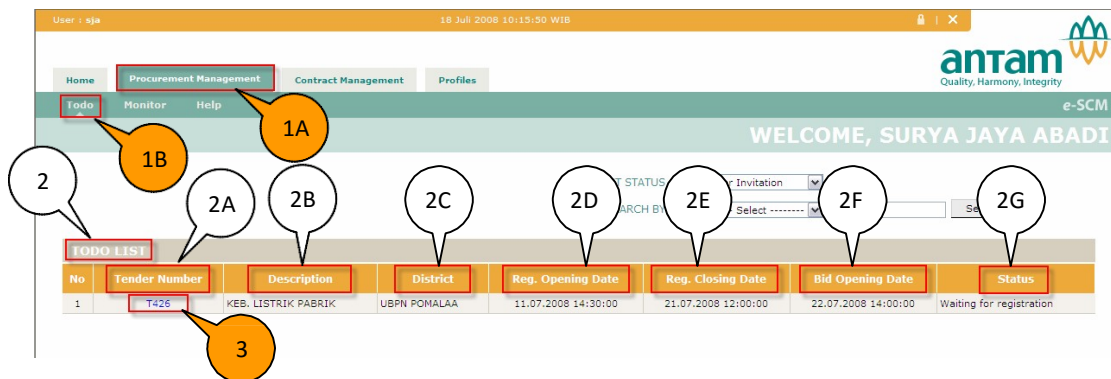 User : sja 18 Juli 2008 10:15:50 WIB
antam
Quality, Harmony, Integrity
Home Procurement Management Contract Management Profiles
Todo Monitor Help e-SCM
1A
WELCOME, SURYA JAYA ABADI
1B
2 2A 2B 2C 2D 2E 2F 2G
T STATUS r Invitation
ARCH BY Select -------
TODO LIST
No Tender Number Description District Reg. Opening Date Reg. Closing Date Bid Opening Date Status
1 T426 KEB. LISTRIK PABRIK UBPN POMALAA 11.07.2008 14:30:00 21.07.2008 12:00:00 22.07.2008 14:00:00 Waiting for registration
3